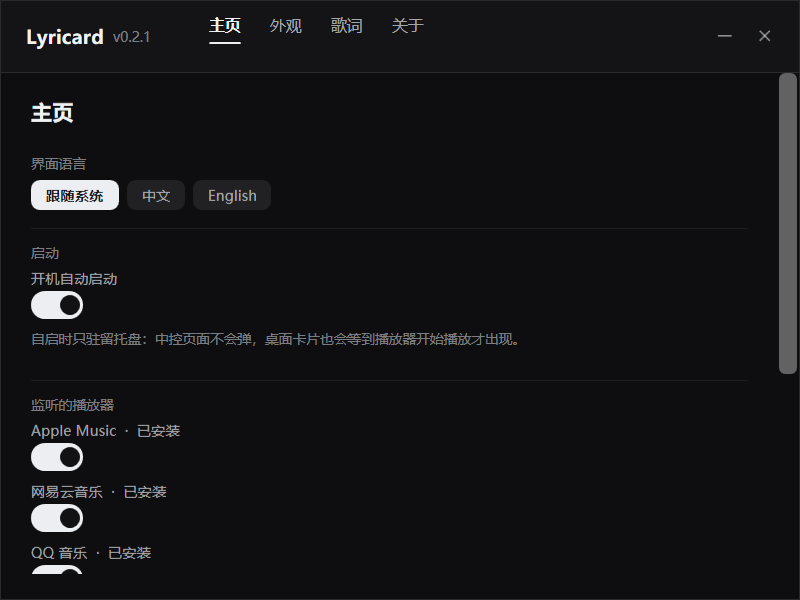 Lyricard v0.2.1 主页 外观 歌词 关于
主页
界面语言
跟随系统 中文 English
启动
开机自动启动
自启时只驻留托盘：中控页面不会弹，桌面卡片也会等到播放器开始播放才出现。
监听的播放器
Apple Music · 已安装
网易云音乐 · 已安装
QQ 音乐 · 已安装